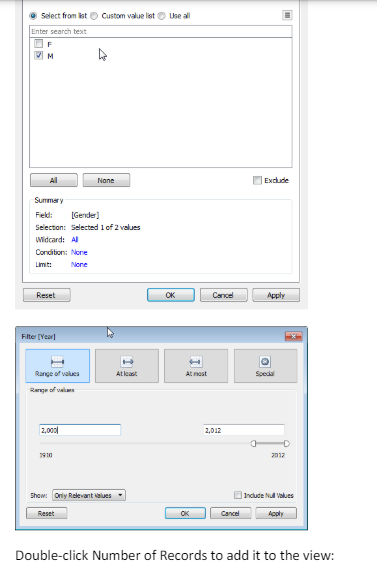 Select from list Custom value list Use all
Enter search text
F
M
All None Exclude
Summary
Field: [Gender]
Selection: Selected 1 of 2 values
Wildcard: All
Condition: None
Limit: None
Reset OK Cancel Apply
Filter [Year]
Range of values At least At most Special
Range of values
2,000 2,012
1910 2012
Show: Only Relevant Values Include Null Values
Reset OK Cancel Apply
Double-click Number of Records to add it to the view: